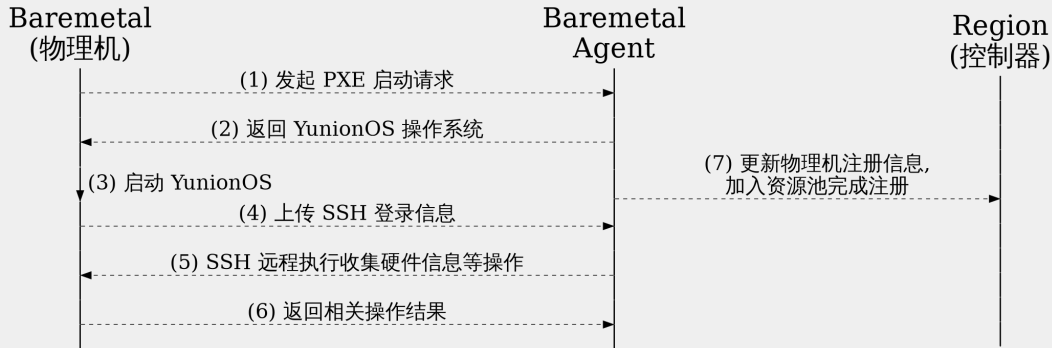 Baremetal
(物理机)
Baremetal
Agent
Region
(控制器)
(1) 发起 PXE 启动请求
(2) 返回 YunionOS 操作系统
(3) 启动 YunionOS
(4) 上传 SSH 登录信息
(5) SSH 远程执行收集硬件信息等操作
(6) 返回相关操作结果
(7) 更新物理机注册信息,
加入资源池完成注册